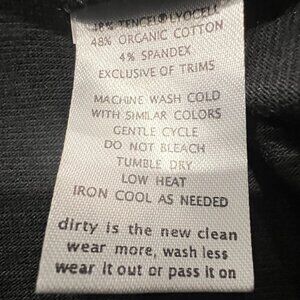 48% TENCEL® LYOCELL
48% ORGANIC COTTON
4% SPANDEX
EXCLUSIVE OF TRIMS
MACHINE WASH COLD
WITH SIMILAR COLORS
GENTLE CYCLE
DO NOT BLEACH
TUMBLE DRY
LOW HEAT
IRON COOL AS NEEDED
dirty is the new clean
wear more, wash less
wear it out or pass it on